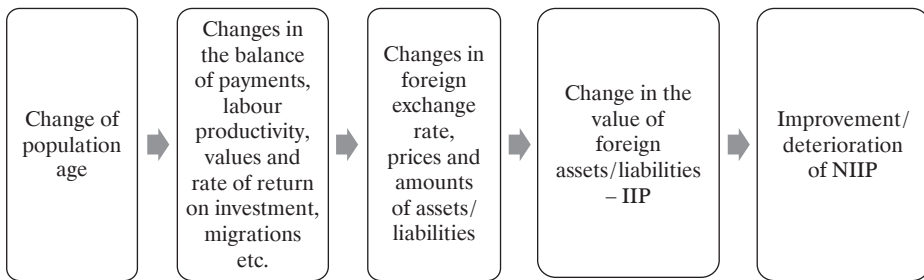 Change of
population
age
Changes in
the balance
of payments,
labour
productivity,
values and
rate of return
on investment,
migrations
etc.
Changes in
foreign
exchange
rate,
prices and
amounts
of assets/
liabilities
Change in the
value of
foreign
assets/liabilities
– IIP
Improvement/
deterioration
of NIIP